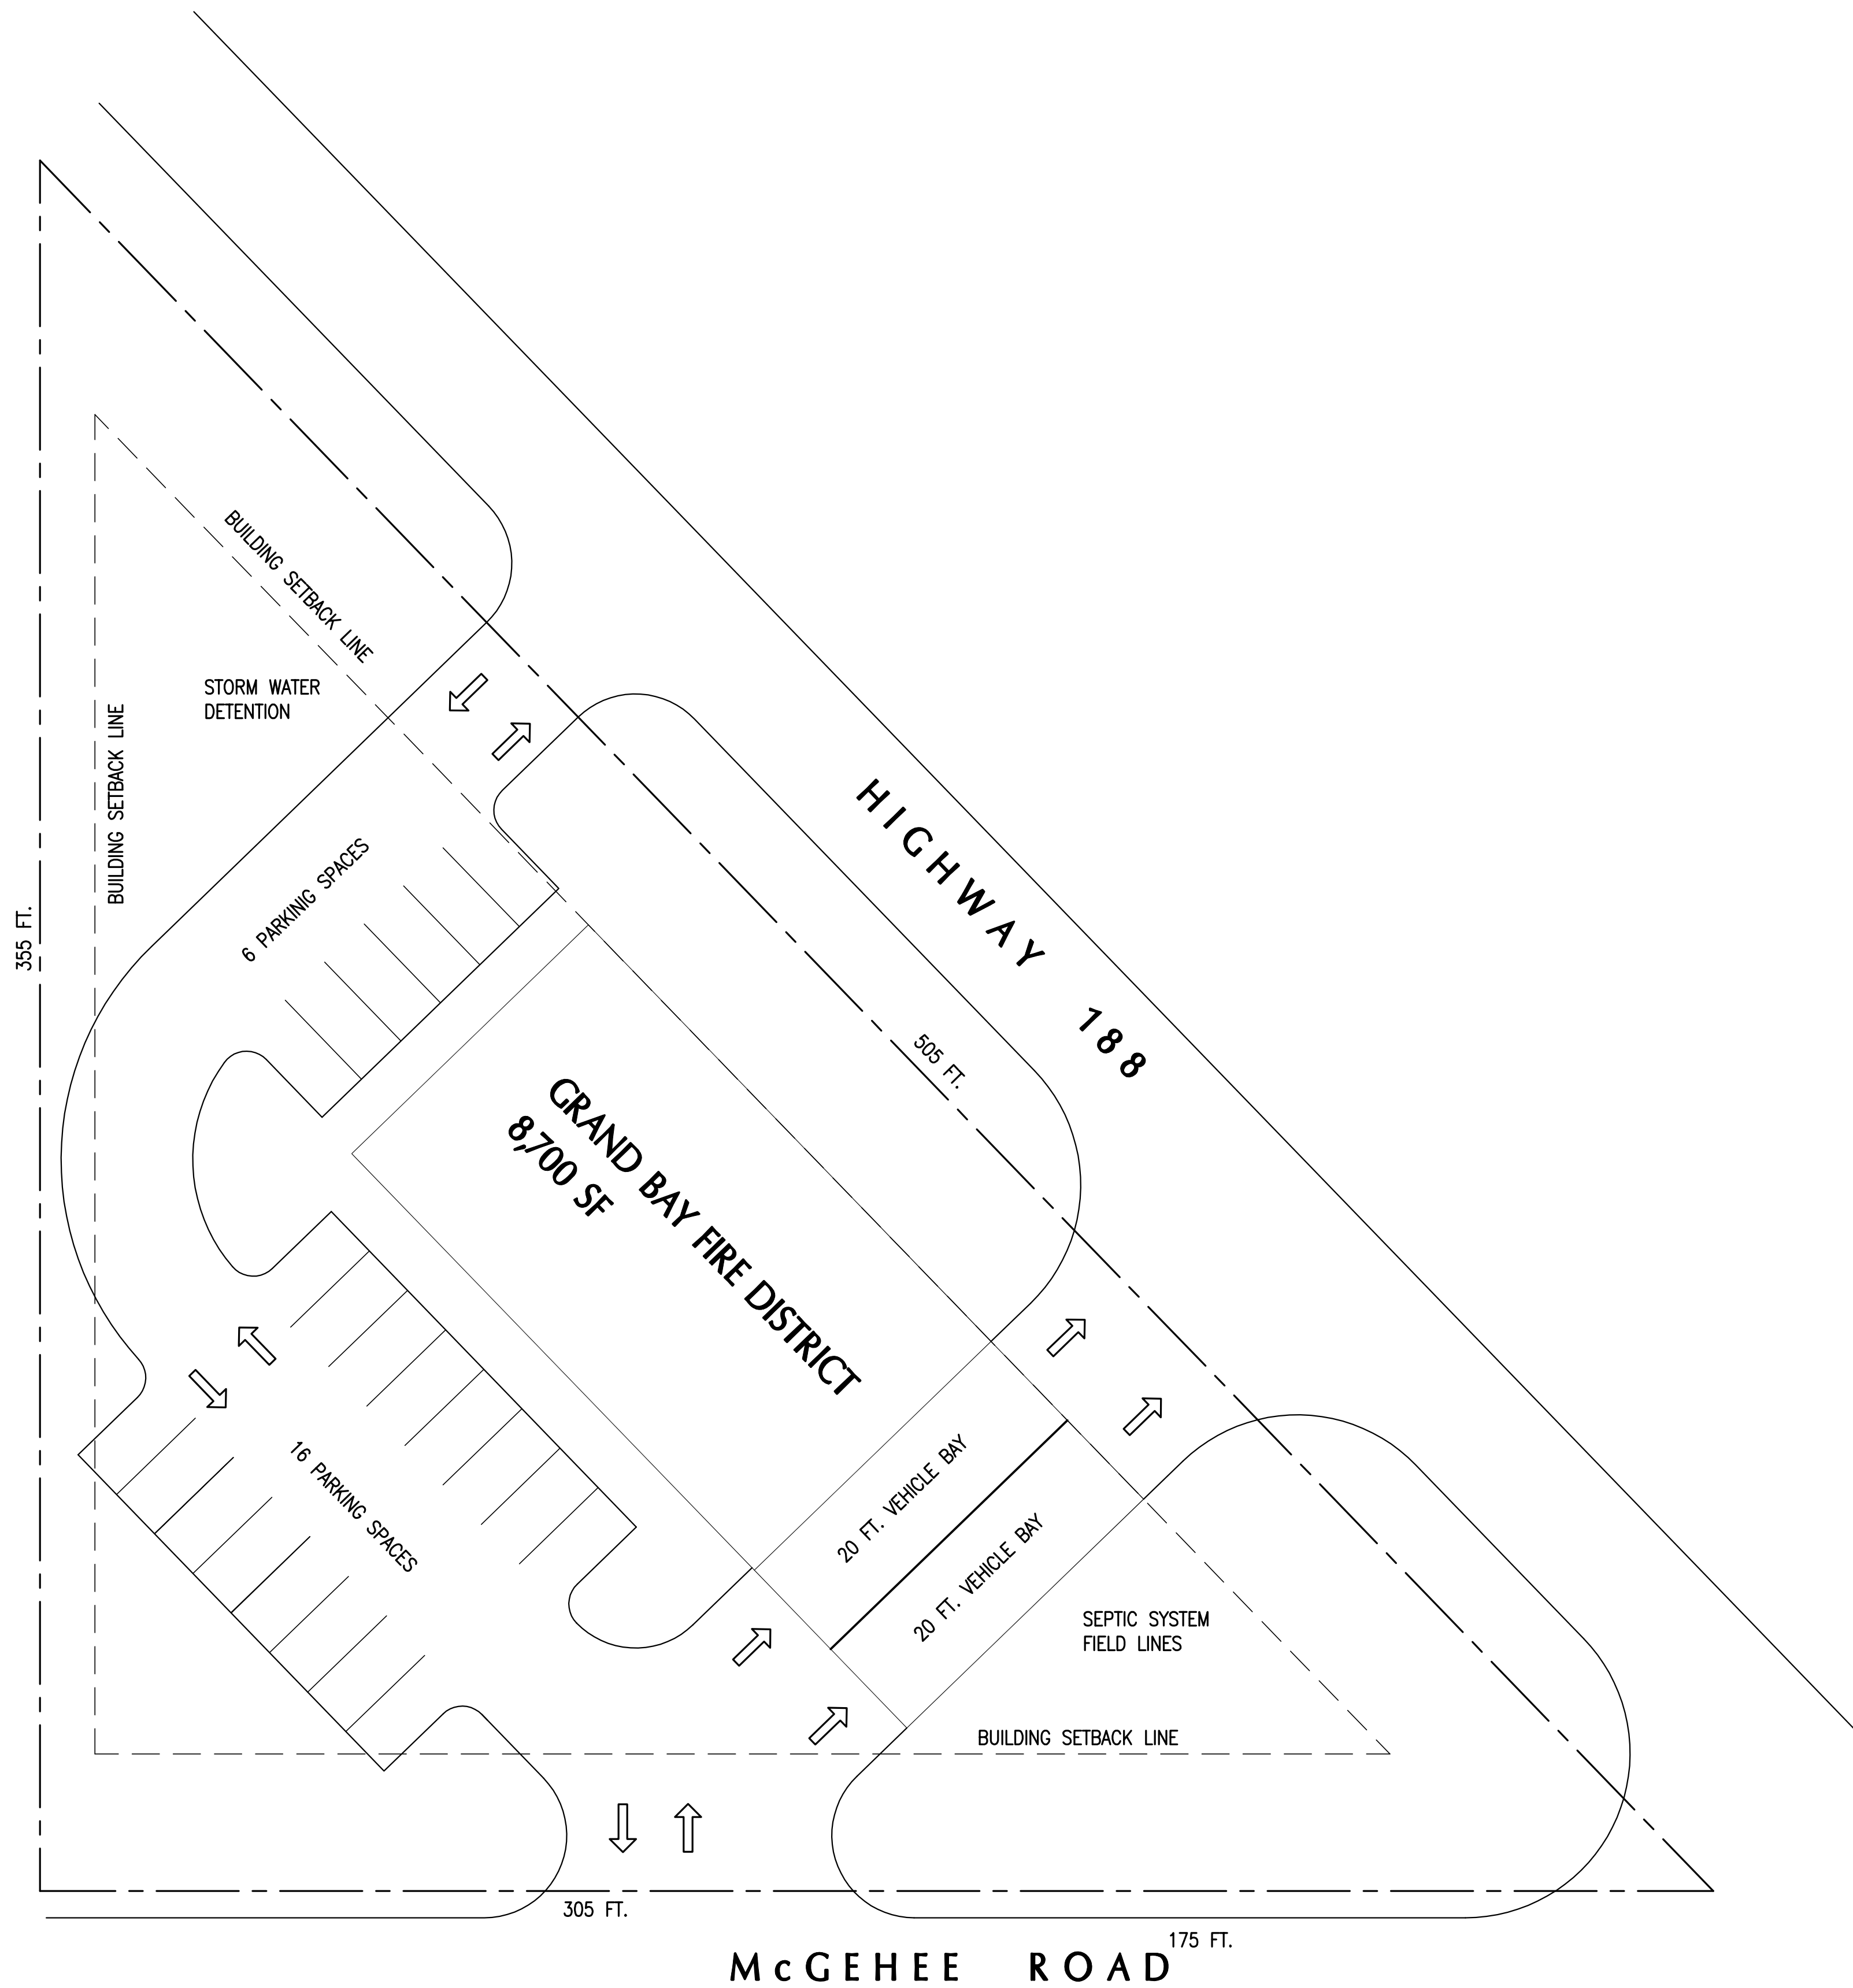 BUILDING SETBACK LINE
STORM WATER
DETENTION
BUILDING SETBACK LINE
355 FT.
6 PARKINIG SPACES
HIGHWAY 188
505 FT.
GRAND BAY FIRE DISTRICT
8,700 SF
20 FT. VEHICLE BAY
20 FT. VEHICLE BAY
16 PARKING SPACES
SEPTIC SYSTEM
FIELD LINES
BUILDING SETBACK LINE
305 FT.
175 FT.
McGEHEE ROAD